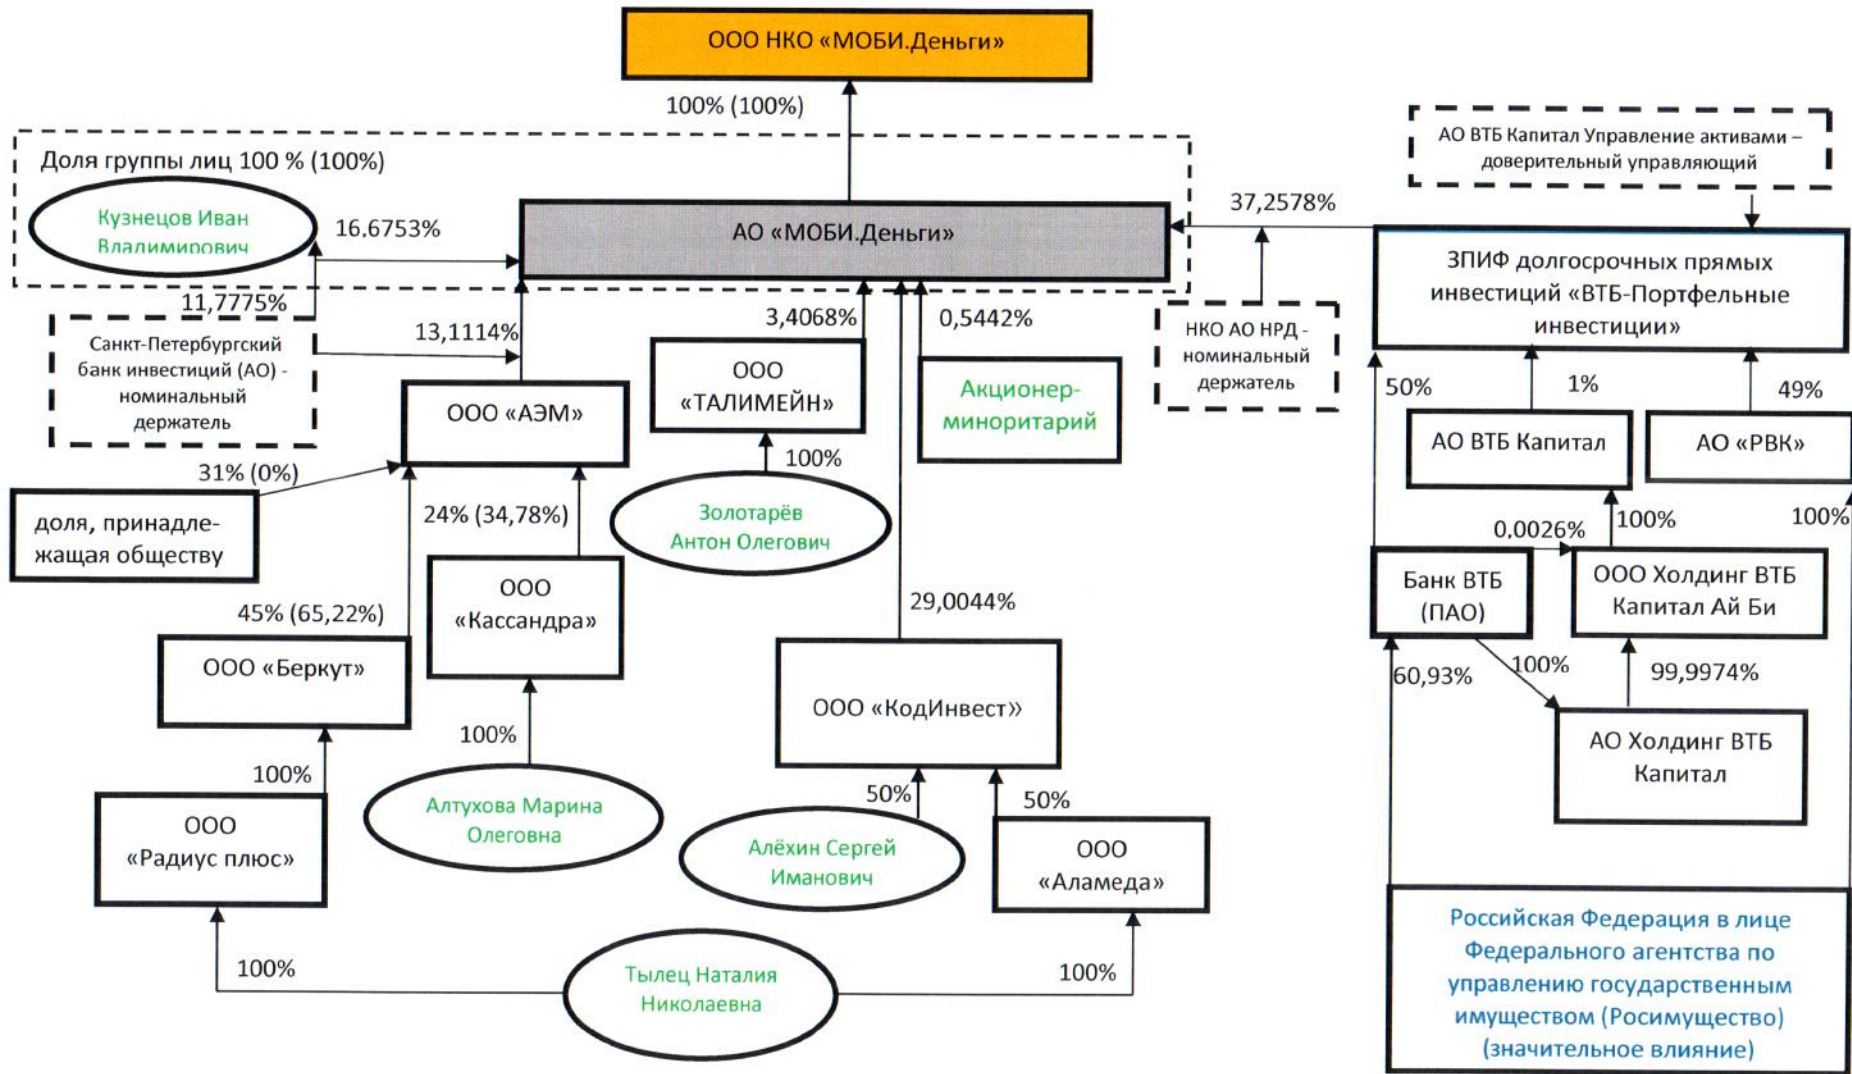 ООО НКО «МОБИ.Деньги»
100% (100%)
АО ВТБ Капитал Управление активами –
доверительный управляющий
Доля группы лиц 100 % (100%)
Кузнецов Иван
Владимирович
16,6753%
АО «МОБИ.Деньги»
37,2578%
ЗПИФ долгосрочных прямых
инвестиций «ВТБ-Портфельные
инвестиции»
11,7775%
Санкт-Петербургский
банк инвестиций (АО) -
номинальный
держатель
13,1114%
3,4068%
0,5442%
НКО АО НРД -
номинальный
держатель
ООО «АЭМ»
ООО
«ТАЛИМЕЙН»
Акционер-
миноритарий
50%
1%
49%
АО ВТБ Капитал
АО «РВК»
31% (0%)
доля, принадле-
жащая обществу
24% (34,78%)
100%
Золотарёв
Антон Олегович
0,0026%
100%
100%
ООО
«Кассандра»
45% (65,22%)
29,0044%
Банк ВТБ
(ПАО)
ООО Холдинг ВТБ
Капитал Ай Би
ООО «Беркут»
ООО «КодИнвест»
60,93%
100%
99,9974%
АО Холдинг ВТБ
Капитал
100%
100%
50%
50%
ООО
«Радиус плюс»
Алтухова Марина
Олеговна
Алёхин Сергей
Иманович
ООО
«Аламеда»
100%
Тылец Наталия
Николаевна
100%
Российская Федерация в лице
Федерального агентства по
управлению государственным
имуществом (Росимущество)
(значительное влияние)